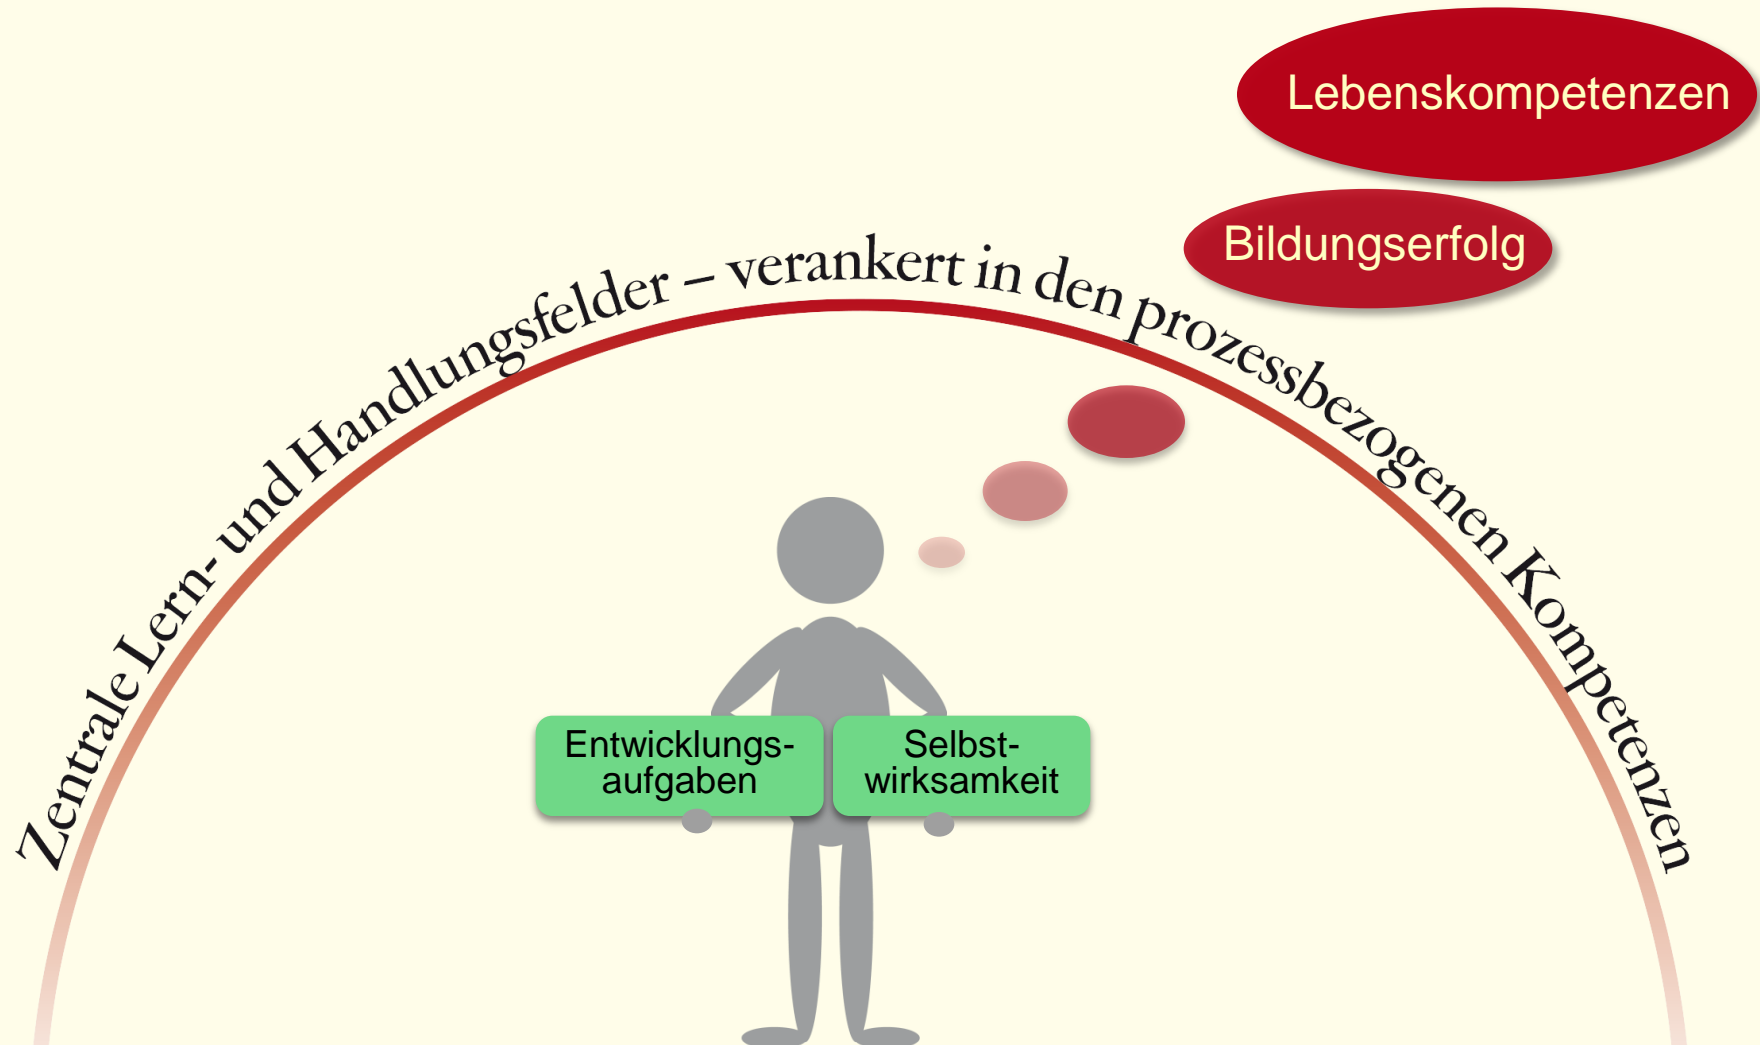 Lebenskompetenzen
Bildungserfolg
Zentrale Lern- und Handlungsfelder – verankert in den prozessbezogenen Kompetenzen
Entwicklungs-
aufgaben
Selbst-
wirksamkeit